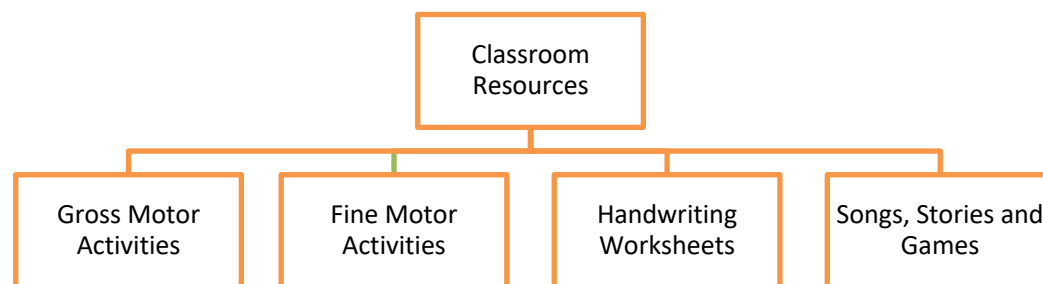 Classroom
Resources
Gross Motor
Activities
Fine Motor
Activities
Handwriting
Worksheets
Songs, Stories and
Games